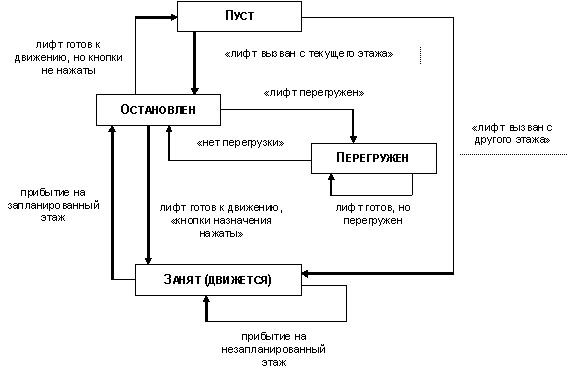 ПУСТ
лифт готов к
движению, но кнопки
не нажаты
«лифт вызван с текущего этажа»
«лифт перегружен»
ОСТАНОВЛЕН
«лифт вызван с
другого этажа»
«нет перегрузки»
ПЕРЕГРУЖЕН
прибытие на
запланированный
этаж
лифт готов к движению,
«кнопки назначения
нажаты»
лифт готов, но
перегружен
ЗАНЯТ (ДВИЖЕТСЯ)
прибытие на
незапланированный
этаж